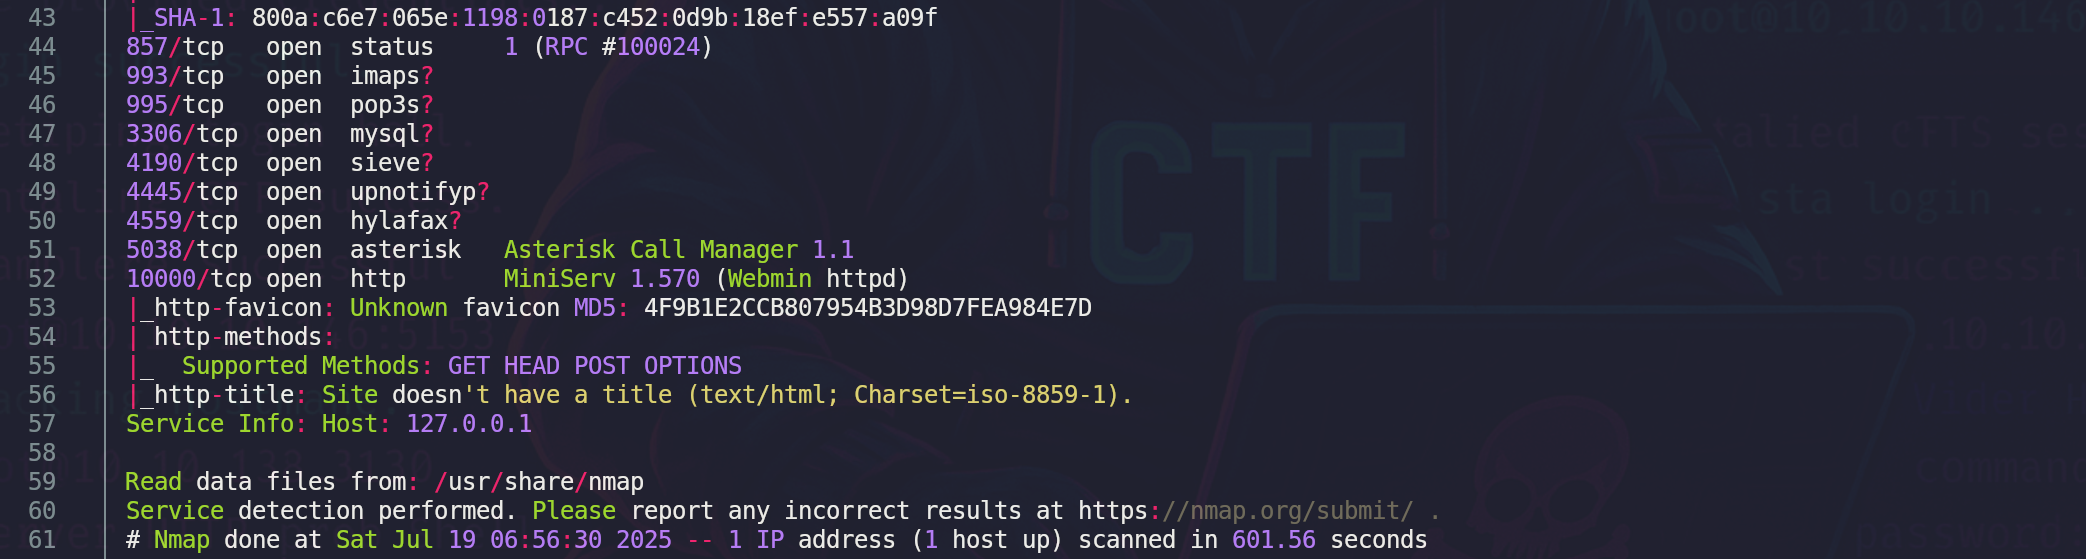 43 |_SHA-1: 800a:c6e7:065e:1198:0187:c452:0d9b:18ef:e557:a09f
44 857/tcp   open  status     1 (RPC #100024)
45 993/tcp   open  imaps?
46 995/tcp   open  pop3s?
47 3306/tcp  open  mysql?
48 4190/tcp  open  sieve?
49 4445/tcp  open  upnotifyp?
50 4559/tcp  open  hylafax?
51 5038/tcp  open  asterisk   Asterisk Call Manager 1.1
52 10000/tcp open  http       MiniServ 1.570 (Webmin httpd)
53 |_http-favicon: Unknown favicon MD5: 4F9B1E2CCB807954B3D98D7FEA984E7D
54 | http-methods:
55 |_  Supported Methods: GET HEAD POST OPTIONS
56 |_http-title: Site doesn't have a title (text/html; Charset=iso-8859-1).
57 Service Info: Host: 127.0.0.1
58
59 Read data files from: /usr/share/nmap
60 Service detection performed. Please report any incorrect results at https://nmap.org/submit/ .
61 # Nmap done at Sat Jul 19 06:56:30 2025 -- 1 IP address (1 host up) scanned in 601.56 seconds
CTF